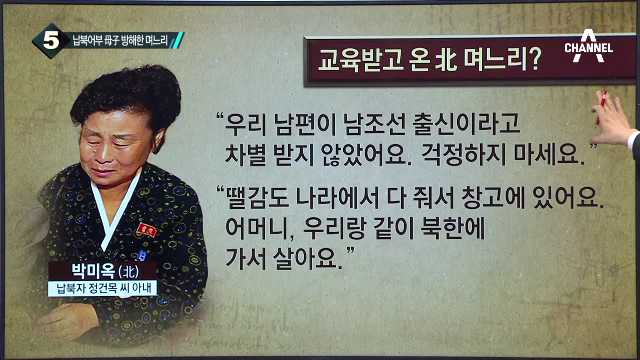 5 납북어부 母子 방해한 며느리
CHANNEL A
교육받고 온 北 며느리?
“우리 남편이 남조선 출신이라고
차별 받지 않았어요. 걱정하지 마세요.”
“땔감도 나라에서 다 줘서 창고에 있어요.
어머니, 우리랑 같이 북한에
가서 살아요.”
박미옥 (北)
납북자 정건목 씨 아내